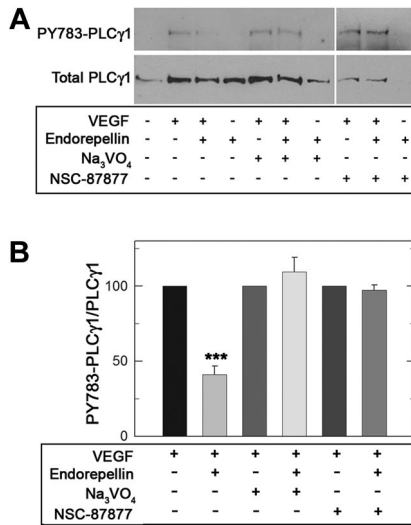 A
PY783-PLCγ1
Total PLCγ1
VEGF - + + - + + - + + -
Endorepellin - - + + - + + - + +
Na₃VO₄ - - - - + + + - - -
NSC-87877 - - - - - - - + + +
B
PY783-PLCγ1/PLCγ1
100
50
0
***
VEGF + + + + + +
Endorepellin - + - + - +
Na₃VO₄ - - + + - -
NSC-87877 - - - - + +